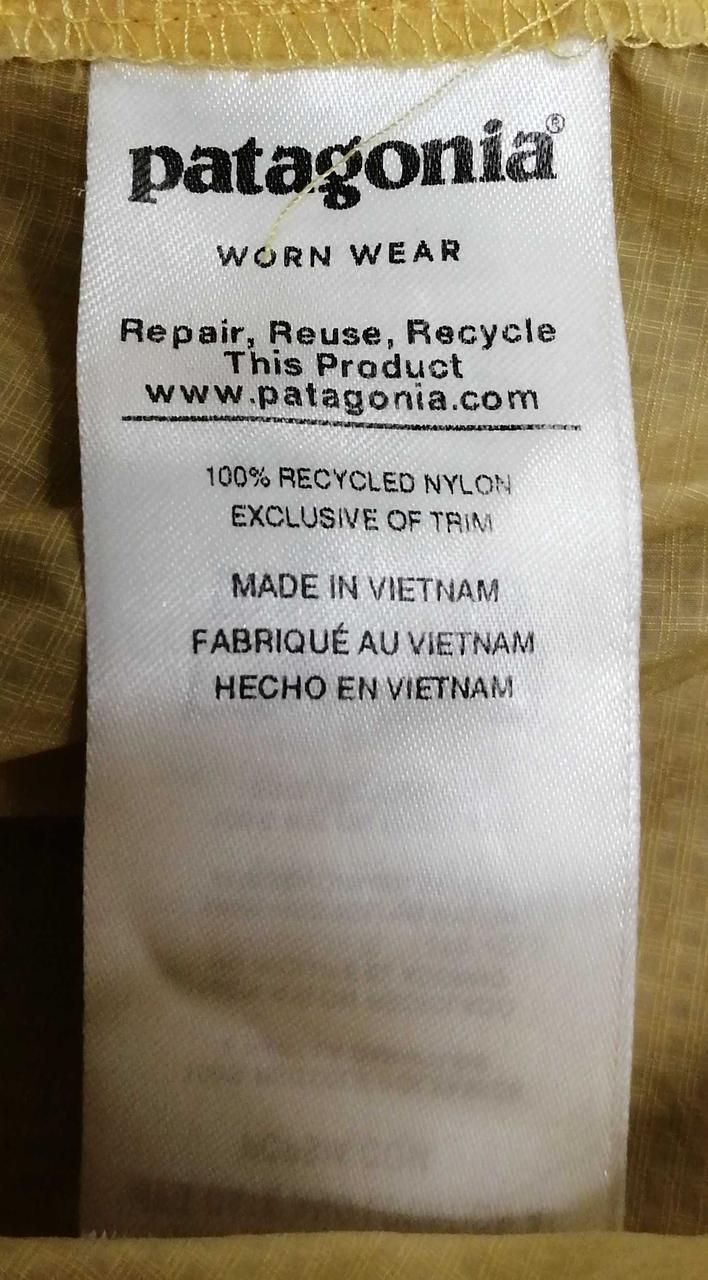 patagonia®
WORN WEAR
Repair, Reuse, Recycle
This Product
www.patagonia.com
100% RECYCLED NYLON
EXCLUSIVE OF TRIM
MADE IN VIETNAM
FABRIQUÉ AU VIETNAM
HECHO EN VIETNAM